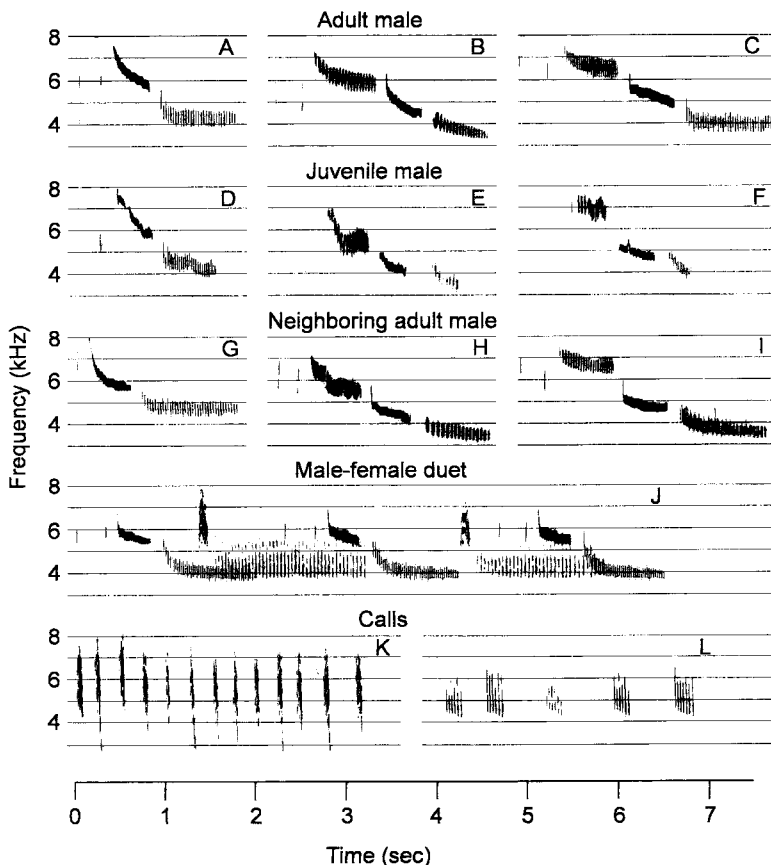 Adult male
8
A
B
C
6
4
Juvenile male
8
D
E
F
6
4
Neighboring adult male
8
G
H
I
6
4
Frequency (kHz)
Male-female duet
8
J
6
4
Calls
8
K
L
6
4
0 1 2 3 4 5 6 7
Time (sec)